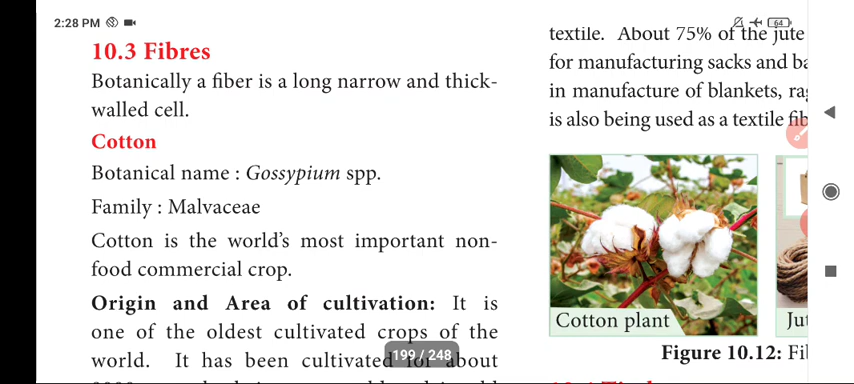 2:28 PM
64
10.3 Fibres
Botanically a fiber is a long narrow and thick-
walled cell.
Cotton
Botanical name : Gossypium spp.
Family : Malvaceae
Cotton is the world's most important non-
food commercial crop.
Origin and Area of cultivation: It is
one of the oldest cultivated crops of the
world. It has been cultivated for about
199 / 248
textile. About 75% of the jute
for manufacturing sacks and ba
in manufacture of blankets, rag
is also being used as a textile fib
Cotton plant
Jut
Figure 10.12: Fi